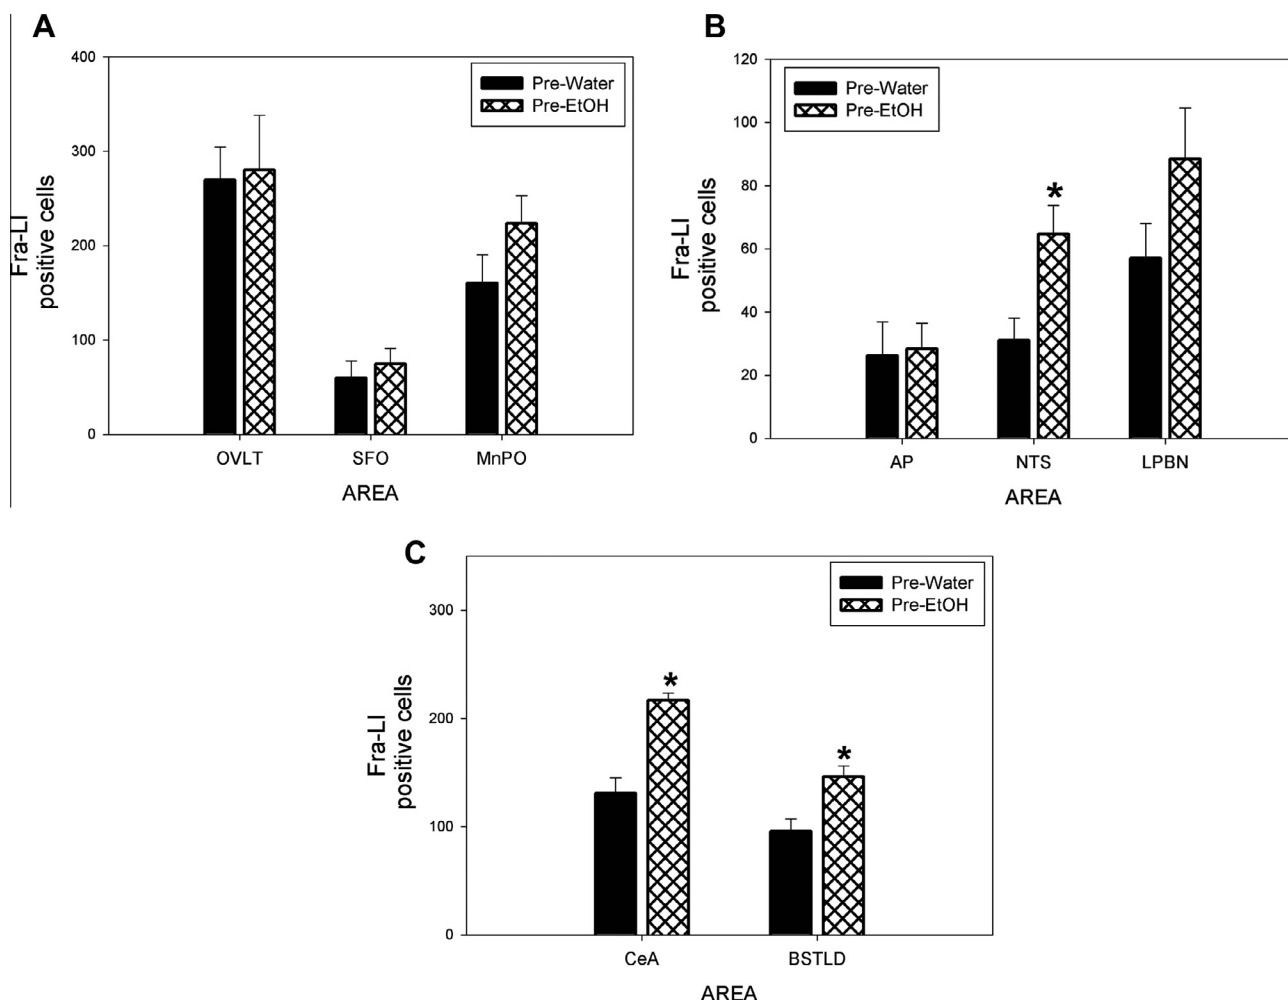 A
400
300
200
100
0
Fra-LI
positive cells
Pre-Water
Pre-EtOH
OVLT SFO MnPO
AREA
B
120
100
80
60
40
20
0
Fra-LI
positive cells
Pre-Water
Pre-EtOH
*
AP NTS LPBN
AREA
C
300
200
100
0
Fra-LI
positive cells
Pre-Water
Pre-EtOH
*
*
CeA BSTLD
AREA